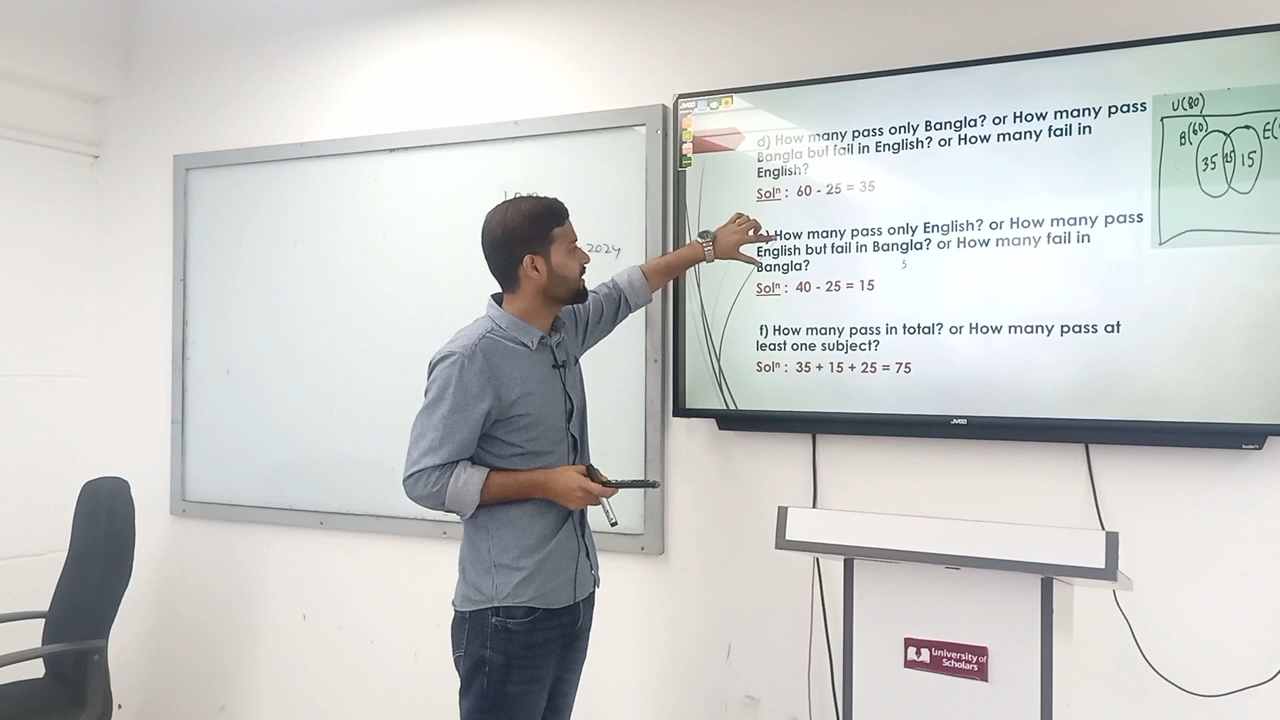 2024
JVCO
d) How many pass only Bangla? or How many pass
Bangla but fail in English? or How many fail in
English?
Solⁿ : 60 - 25 = 35
How many pass only English? or How many pass
English but fail in Bangla? or How many fail in
Bangla?
3
Solⁿ : 40 - 25 = 15
f) How many pass in total? or How many pass at
least one subject?
Solⁿ : 35 + 15 + 25 = 75
U(80)
B(60) E(
35 25 15
JVCO
University of
Scholars